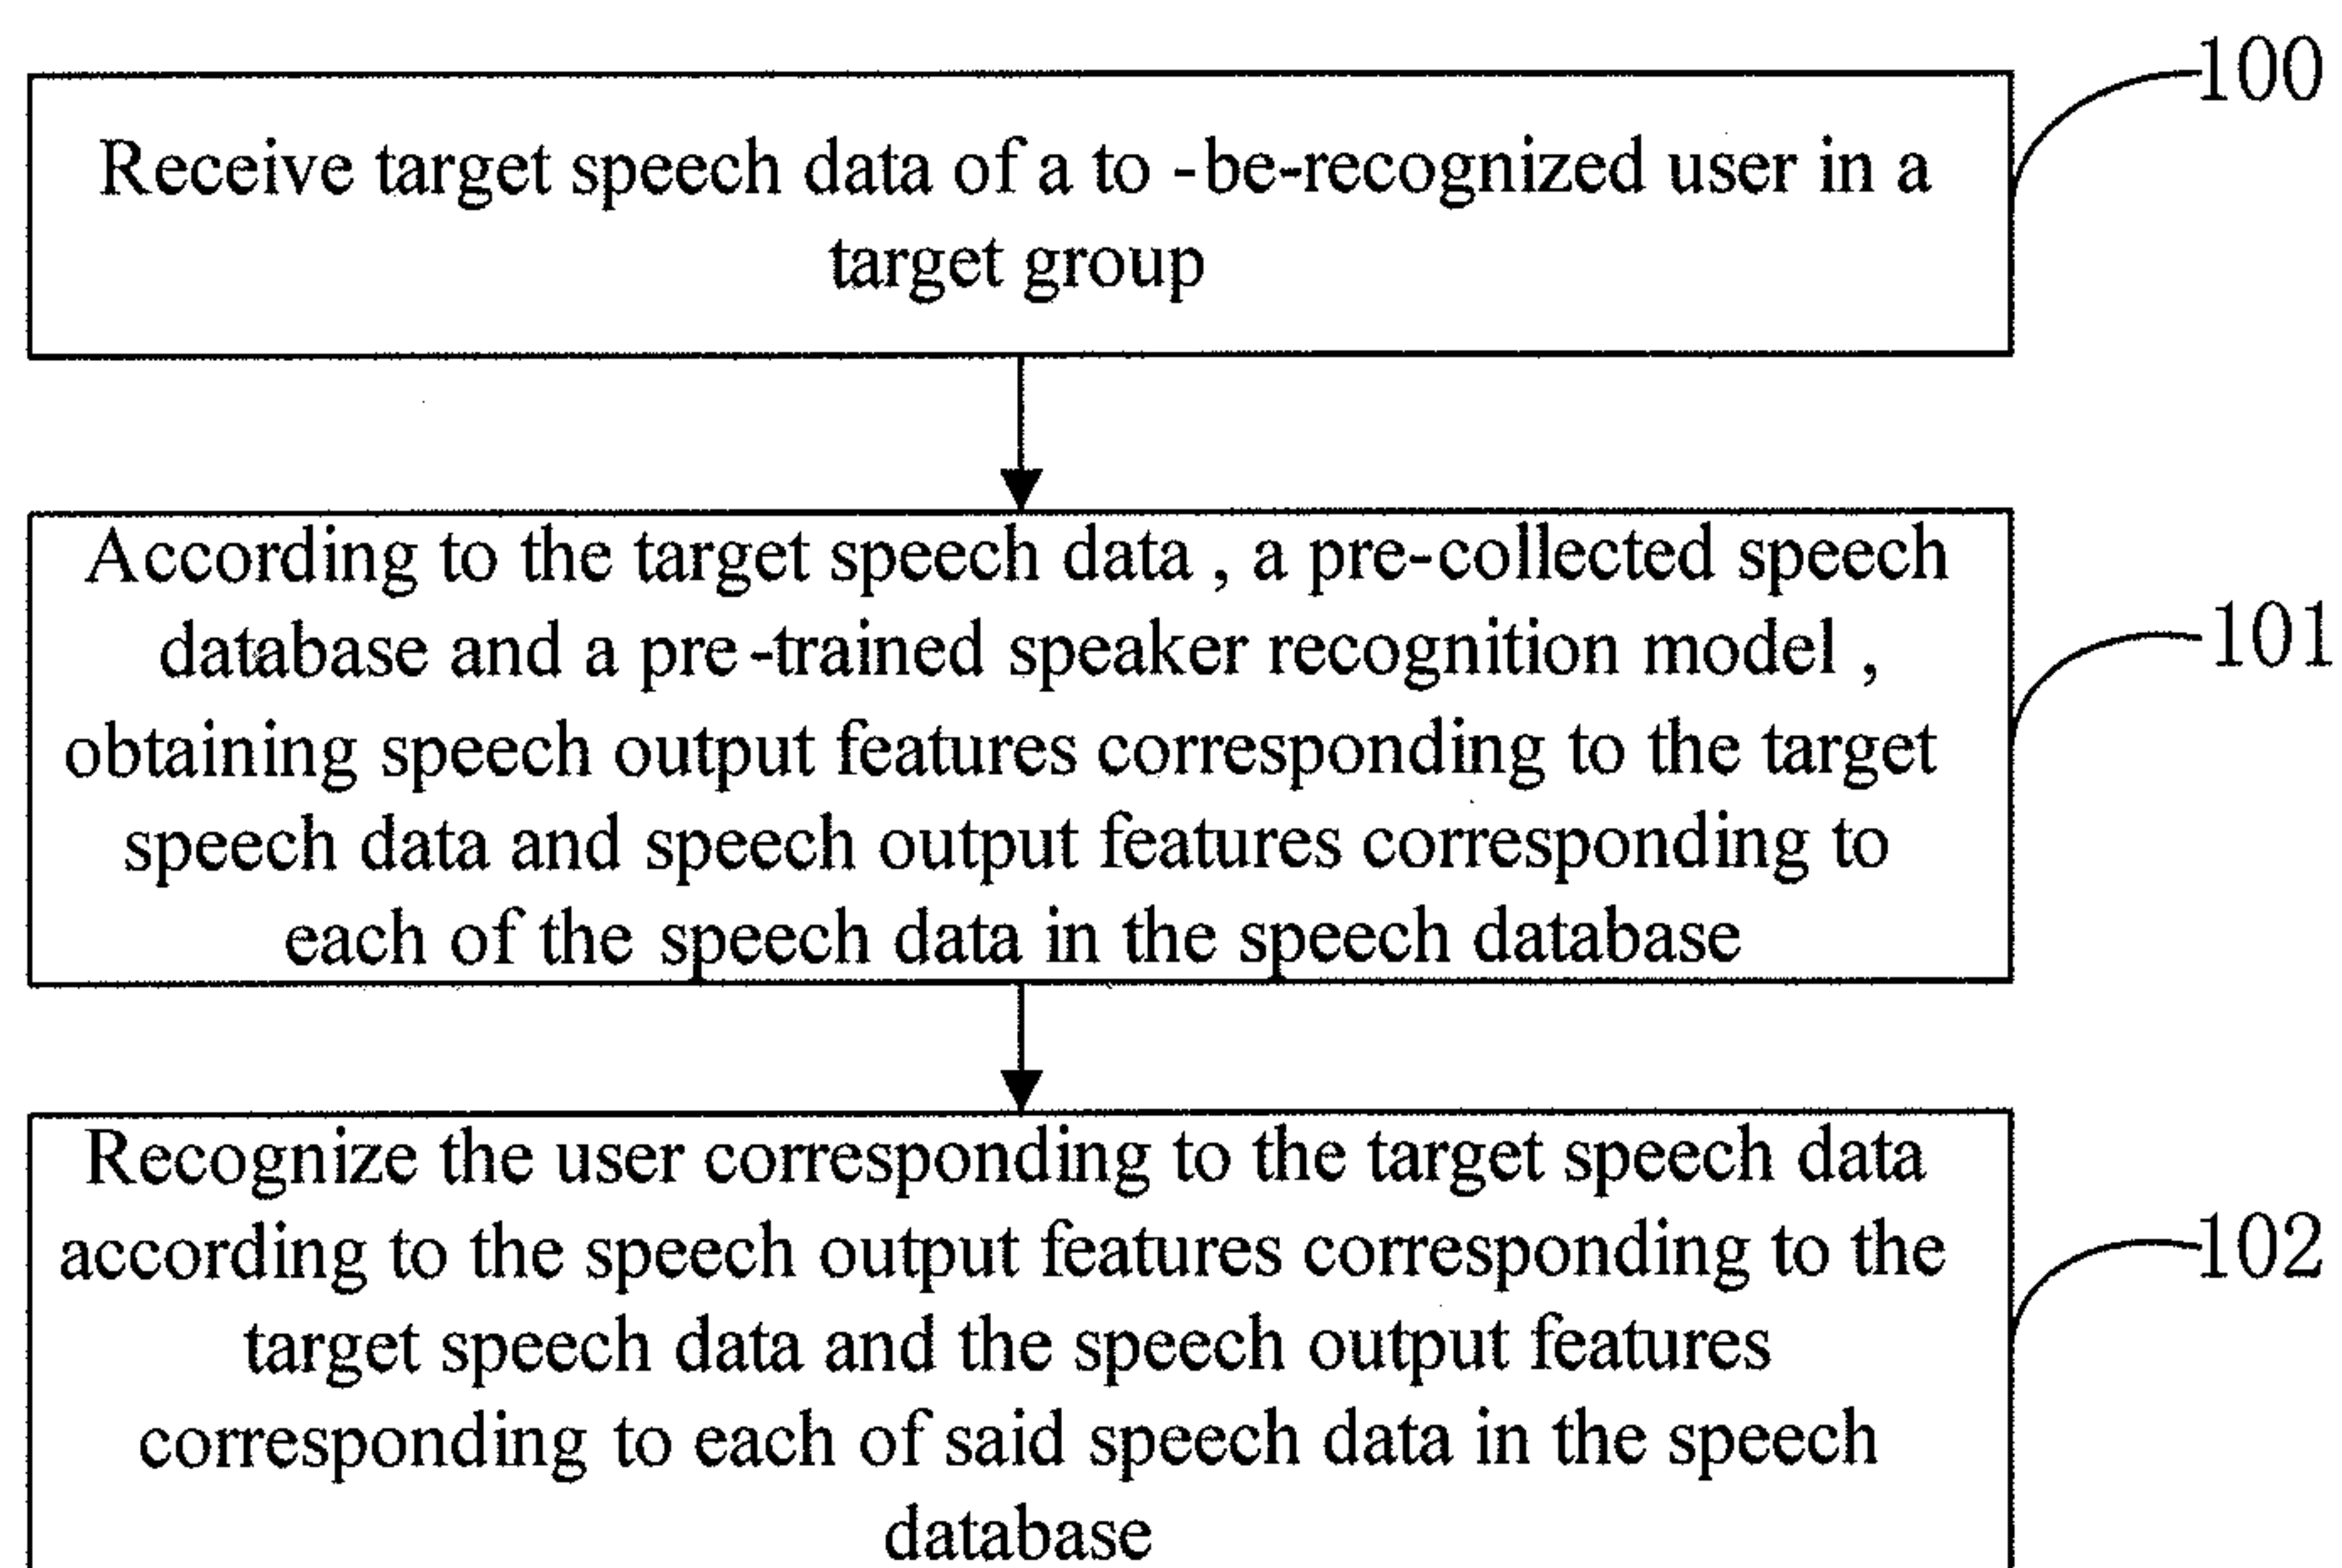 100
Receive target speech data of a to -be-recognized user in a
target group
According to the target speech data , a pre-collected speech
database and a pre -trained speaker recognition model ,
101
obtaining speech output features corresponding to the target
speech data and speech output features corresponding to
each of the speech data in the speech database
Recognize the user corresponding to the target speech data
according to the speech output features corresponding to the
102
target speech data and the speech output features
corresponding to each of said speech data in the speech
database